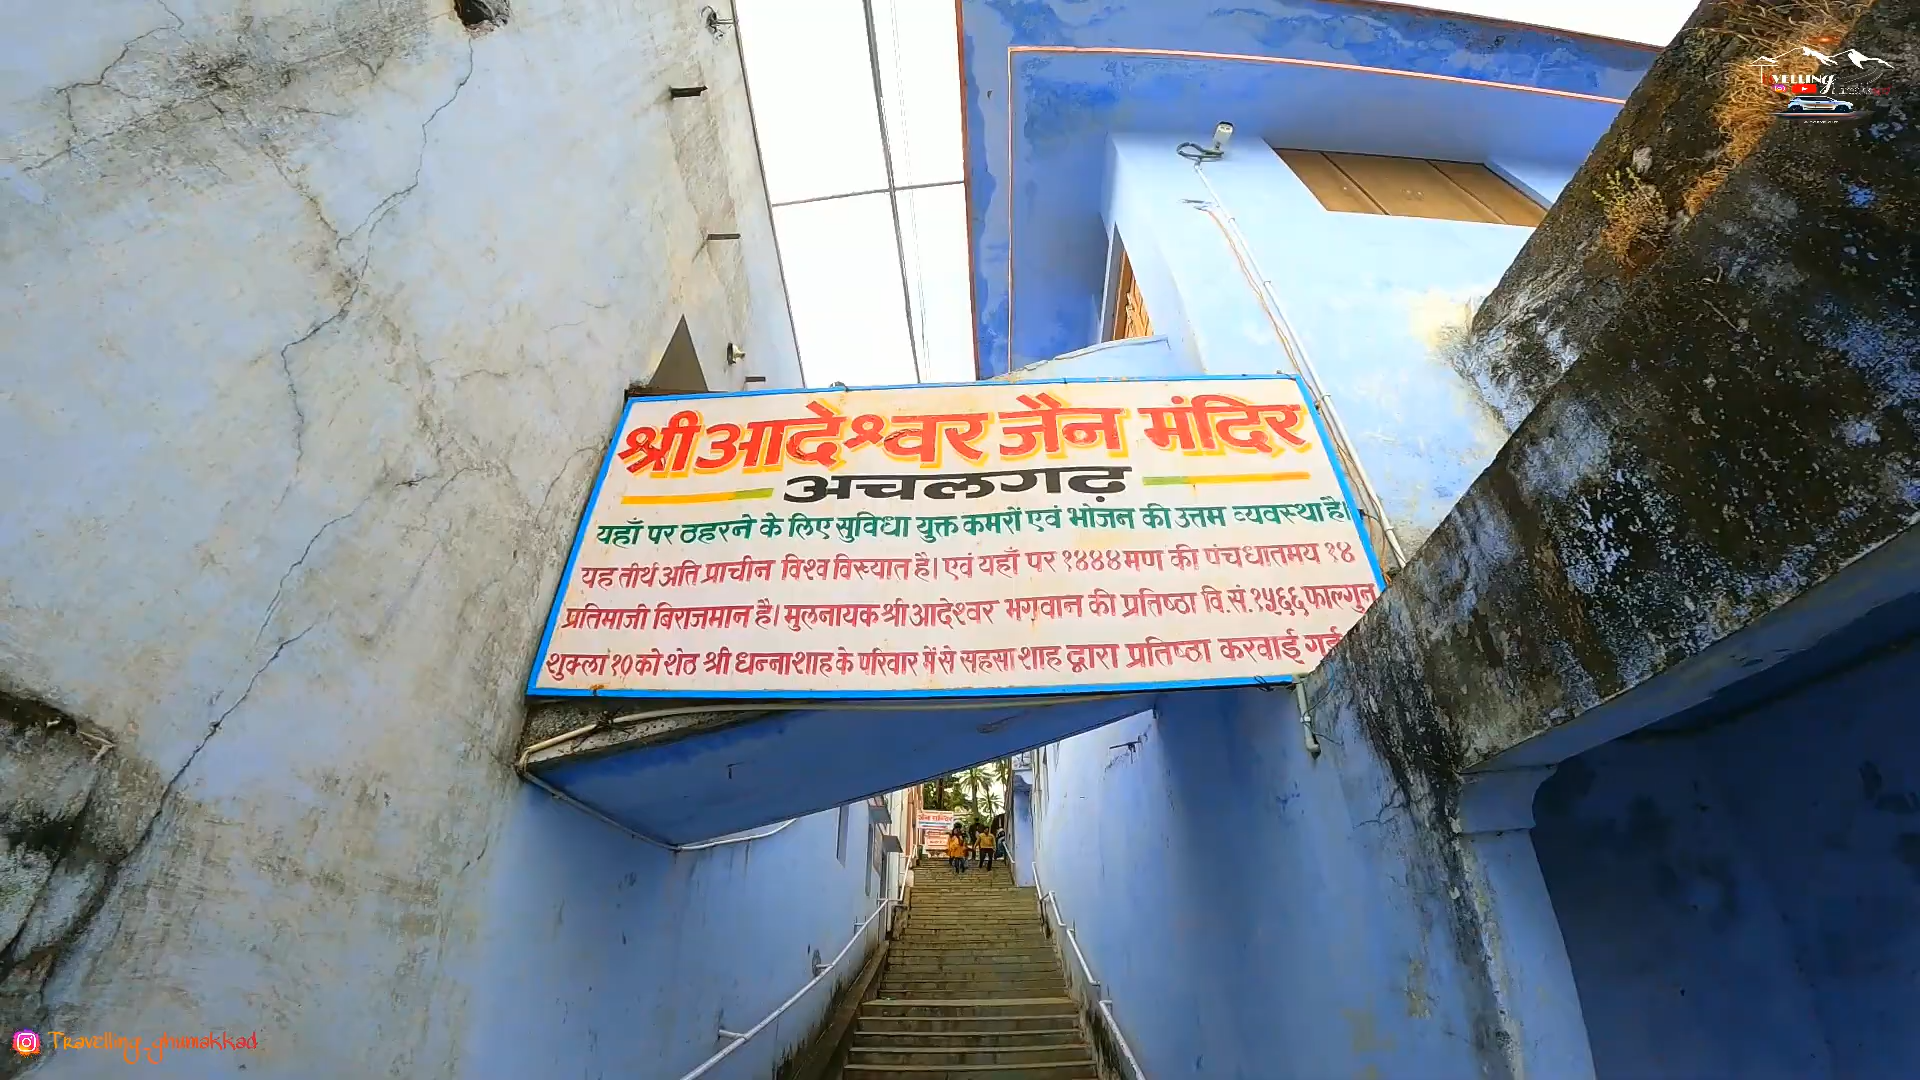 श्री आदेश्वर जैन मंदिर
अचलगढ़
यहाँ पर ठहरने के लिए सुविधा युक्त कमरों एवं भोजन की उत्तम व्यवस्था है।
यह तीर्थ अति प्राचीन विश्व विख्यात है। एवं यहाँ पर १४४४ मण की पंचधातमय १४
प्रतिमाजी बिराजमान है। मुलनायक श्री आदेश्वर भगवान की प्रतिष्ठा वि.सं. १५६६ फाल्गुन
शुक्ला १० को शेठ श्री धन्नाशाह के परिवार में से सहसा शाह द्वारा प्रतिष्ठा करवाई गई
जैन मन्दिर
Travelling_ghumakkad